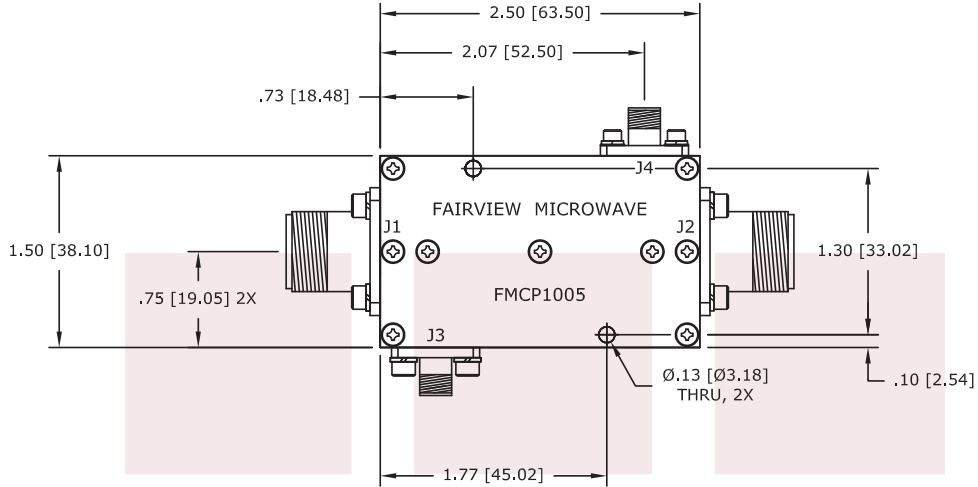 2.50 [63.50]
2.07 [52.50]
.73 [18.48]
J4
FAIRVIEW MICROWAVE
J1
J2
1.50 [38.10]
1.30 [33.02]
.75 [19.05] 2X
FMCP1005
J3
Ø.13 [Ø3.18]
THRU, 2X
.10 [2.54]
1.77 [45.02]